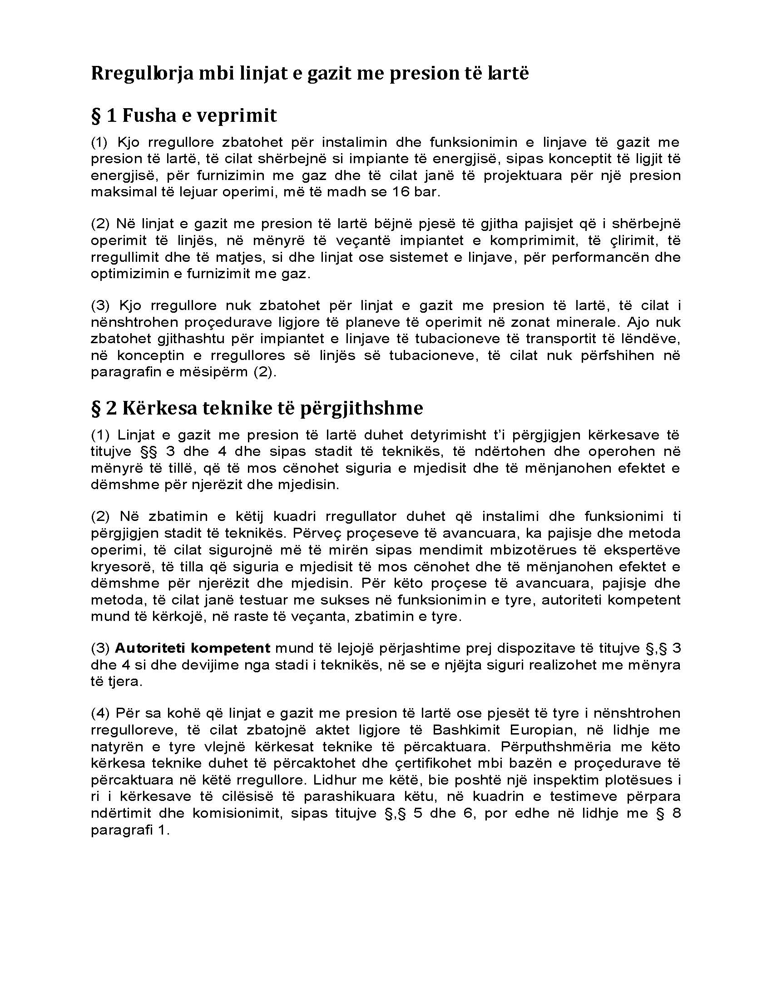 Rregullorja mbi linjat e gazit me presion të lartë
§ 1 Fusha e veprimit
(1) Kjo rregullore zbatohet për instalimin dhe funksionimin e linjave të gazit me
presion të lartë, të cilat shërbejnë si impiante të energjisë, sipas konceptit të ligjit të
energjisë, për furnizimin me gaz dhe të cilat janë të projektuara për një presion
maksimal të lejuar operimi, më të madh se 16 bar.
(2) Në linjat e gazit me presion të lartë bëjnë pjesë të gjitha pajisjet që i shërbejnë
operimit të linjës, në mënyrë të veçantë impiantet e komprimimit, të çlirimit, të
rregullimit dhe të matjes, si dhe linjat ose sistemet e linjave, për performancën dhe
optimizimin e furnizimit me gaz.
(3) Kjo rregullore nuk zbatohet për linjat e gazit me presion të lartë, të cilat i
nënshtrohen proçedurave ligjore të planeve të operimit në zonat minerale. Ajo nuk
zbatohet gjithashtu për impiantet e linjave të tubacioneve të transportit të lëndëve,
në konceptin e rregullores së linjës së tubacioneve, të cilat nuk përfshihen në
paragrafin e mësipërm (2).
§ 2 Kërkesa teknike të përgjithshme
(1) Linjat e gazit me presion të lartë duhet detyrimisht t’i përgjigjen kërkesave të
titujve §§ 3 dhe 4 dhe sipas stadit të teknikës, të ndërtohen dhe operohen në
mënyrë të tillë, që të mos cënohet siguria e mjedisit dhe të mënjanohen efektet e
dëmshme për njerëzit dhe mjedisin.
(2) Në zbatimin e këtij kuadri rregullator duhet që instalimi dhe funksionimi ti
përgjigjen stadit të teknikës. Përveç proçeseve të avancuara, ka pajisje dhe metoda
operimi, të cilat sigurojnë më të mirën sipas mendimit mbizotërues të ekspertëve
kryesorë, të tilla që siguria e mjedisit të mos cënohet dhe të mënjanohen efektet e
dëmshme për njerëzit dhe mjedisin. Për këto proçese të avancuara, pajisje dhe
metoda, të cilat janë testuar me sukses në funksionimin e tyre, autoriteti kompetent
mund të kërkojë, në raste të veçanta, zbatimin e tyre.
(3) Autoriteti kompetent mund të lejojë përjashtime prej dispozitave të titujve §,§ 3
dhe 4 si dhe devijime nga stadi i teknikës, në se e njëjta siguri realizohet me mënyra
të tjera.
(4) Për sa kohë që linjat e gazit me presion të lartë ose pjesët të tyre i nënshtrohen
rregulloreve, të cilat zbatojnë aktet ligjore të Bashkimit Europian, në lidhje me
natyrën e tyre vlejnë kërkesat teknike të përcaktuara. Përputhshmëria me këto
kërkesa teknike duhet të përcaktohet dhe çertifikohet mbi bazën e proçedurave të
përcaktuara në këtë rregullore. Lidhur me këtë, bie poshtë një inspektim plotësues i
ri i kërkesave të cilësisë të parashikuara këtu, në kuadrin e testimeve përpara
ndërtimit dhe komisionimit, sipas titujve §,§ 5 dhe 6, por edhe në lidhje me § 8
paragrafi 1.